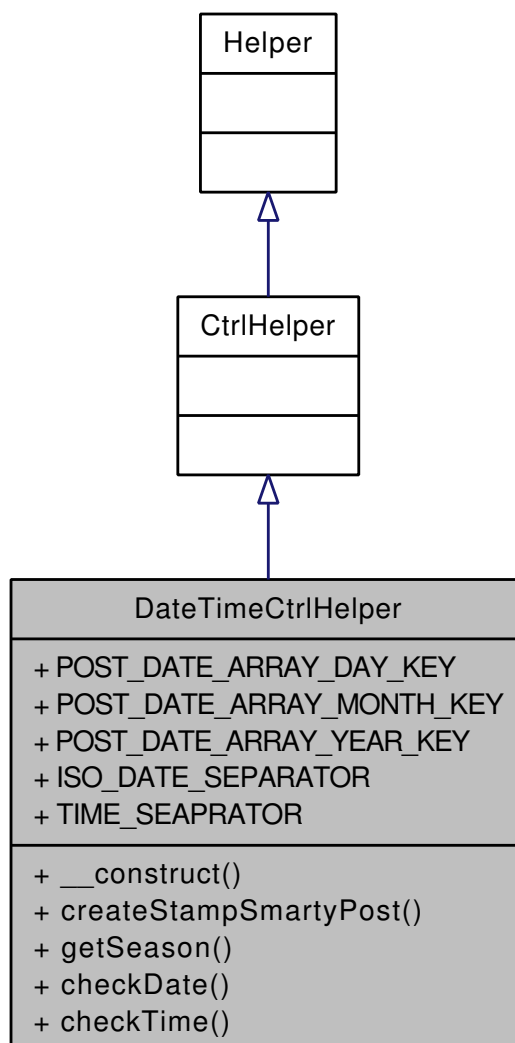 Helper
CtrlHelper
DateTimeCtrlHelper
+ POST_DATE_ARRAY_DAY_KEY
+ POST_DATE_ARRAY_MONTH_KEY
+ POST_DATE_ARRAY_YEAR_KEY
+ ISO_DATE_SEPARATOR
+ TIME_SEAPRATOR
+ __construct()
+ createStampSmartyPost()
+ getSeason()
+ checkDate()
+ checkTime()